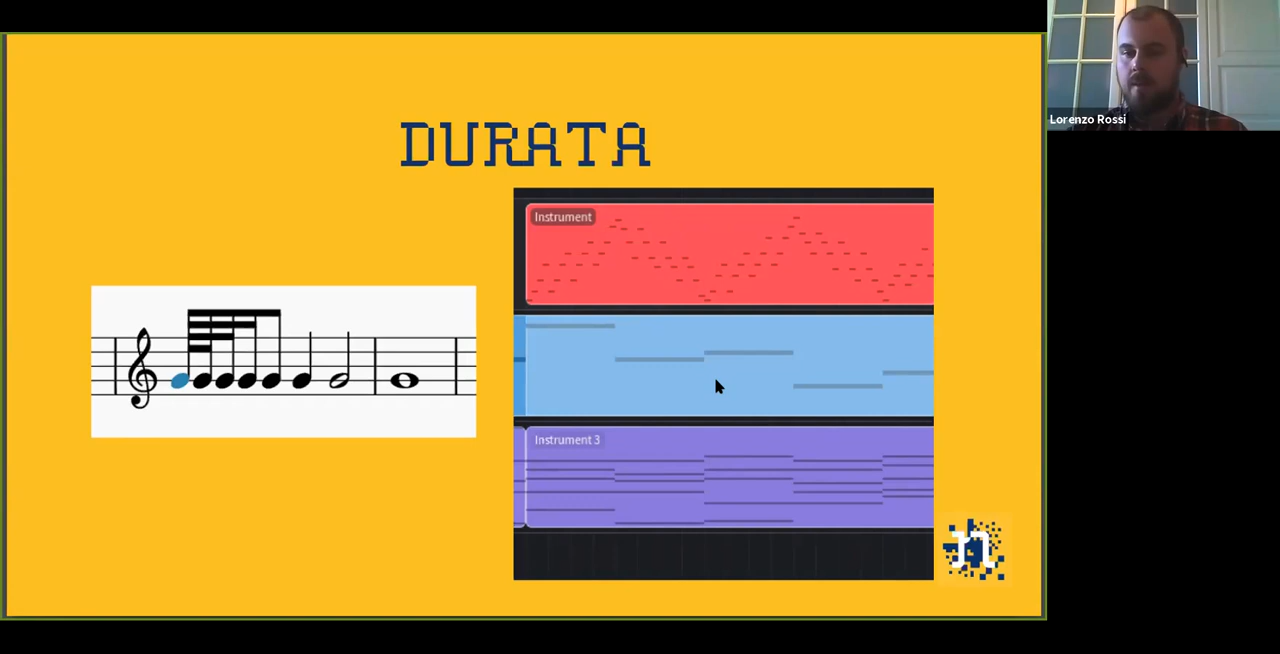 DURATA
Lorenzo Rossi
Instrument
Instrument 3
n